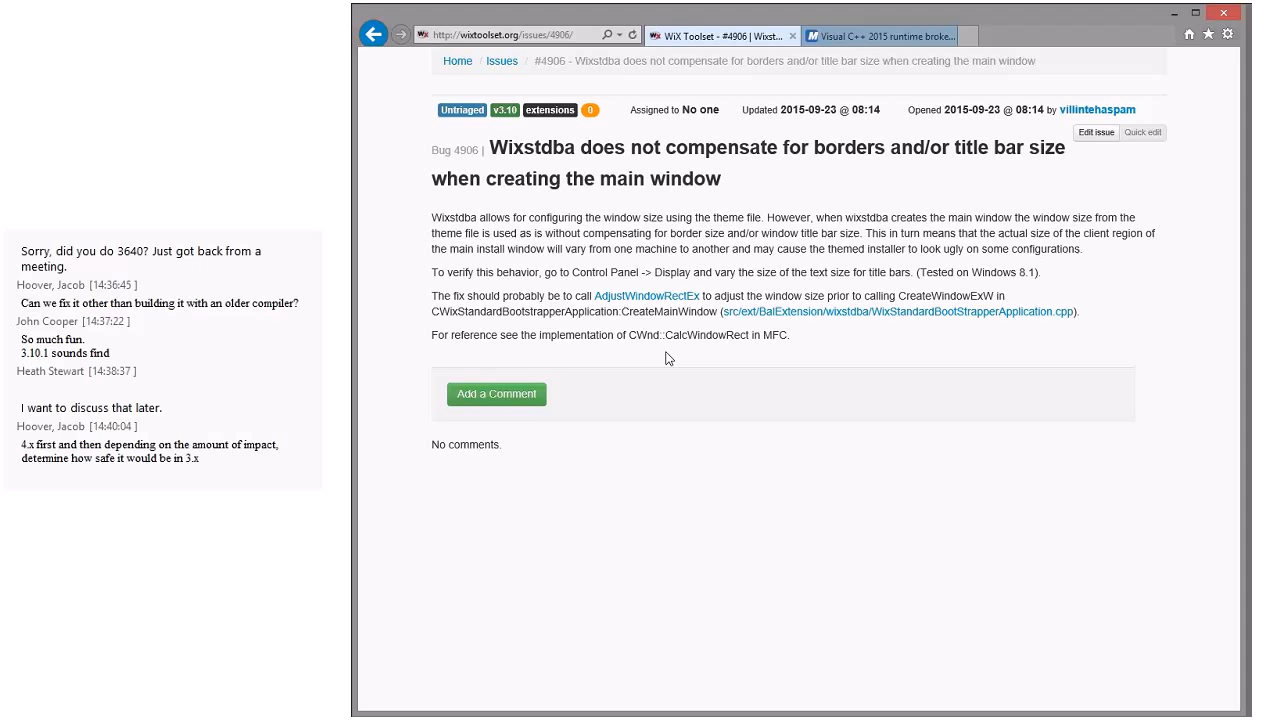 Sorry, did you do 3640? Just got back from a
meeting.
Hoover, Jacob [14:36:45 ]
Can we fix it other than building it with an older compiler?
John Cooper [14:37:22 ]
So much fun.
3.10.1 sounds find
Heath Stewart [14:38:37 ]
I want to discuss that later.
Hoover, Jacob [14:40:04 ]
4.x first and then depending on the amount of impact,
determine how safe it would be in 3.x
http://wixtoolset.org/issues/4906/
WiX Toolset - #4906 | Wixst...
Visual C++ 2015 runtime broke...
Home / Issues / #4906 - Wixstdba does not compensate for borders and/or title bar size when creating the main window
Untriaged v3.10 extensions 0 Assigned to No one Updated 2015-09-23 @ 08:14 Opened 2015-09-23 @ 08:14 by villintehaspam
Edit issue Quick edit
Bug 4906 | Wixstdba does not compensate for borders and/or title bar size
when creating the main window
Wixstdba allows for configuring the window size using the theme file. However, when wixstdba creates the main window the window size from the
theme file is used as is without compensating for border size and/or window title bar size. This in turn means that the actual size of the client region of
the main install window will vary from one machine to another and may cause the themed installer to look ugly on some configurations.
To verify this behavior, go to Control Panel -> Display and vary the size of the text size for title bars. (Tested on Windows 8.1).
The fix should probably be to call AdjustWindowRectEx to adjust the window size prior to calling CreateWindowExW in
CWixStandardBootstrapperApplication:CreateMainWindow (src/ext/BalExtension/wixstdba/WixStandardBootStrapperApplication.cpp).
For reference see the implementation of CWnd::CalcWindowRect in MFC.
Add a Comment
No comments.